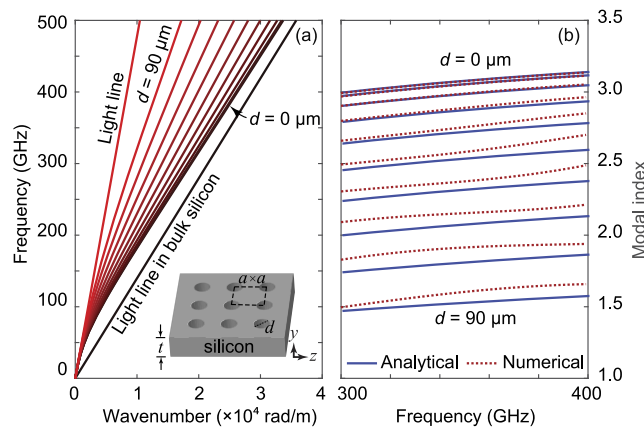 500
400
300
200
100
0
Frequency (GHz)
0
1
2
3
4
Wavenumber (×10⁴ rad/m)
(a)
Light line
d = 90 μm
d = 0 μm
Light line in bulk silicon
a×a
d
silicon
t
y
z
(b)
d = 0 μm
d = 90 μm
Analytical
Numerical
300
400
Frequency (GHz)
3.5
3.0
2.5
2.0
1.5
1.0
Modal index